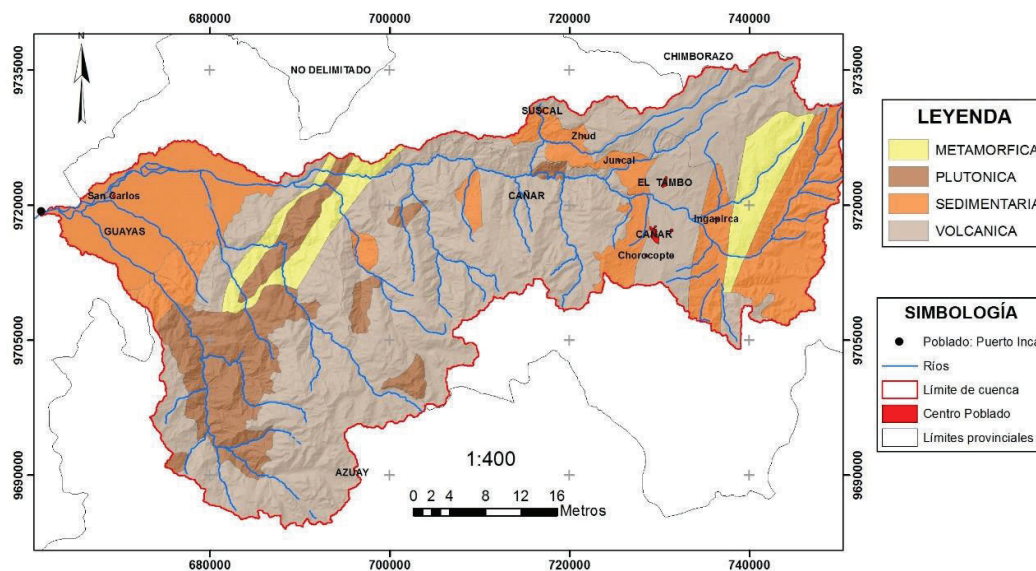 680000 700000 720000 740000
N
9735000 9735000
CHIMBORAZO
NO DELIMITADO
SUSCAL
Zhud
Juncal
EL TAMBO
San Carlos
CAÑAR
9720000 9720000
Ingapirca
GUAYAS
CAÑAR
Chorocopte
9705000 9705000
1:400
AZUAY
9690000 9690000
0 2 4 8 12 16
Metros
680000 700000 720000 740000
LEYENDA
METAMORFICA
PLUTONICA
SEDIMENTARIA
VOLCANICA
SIMBOLOGÍA
Poblado: Puerto Inca
Ríos
Límite de cuenca
Centro Poblado
Límites provinciales